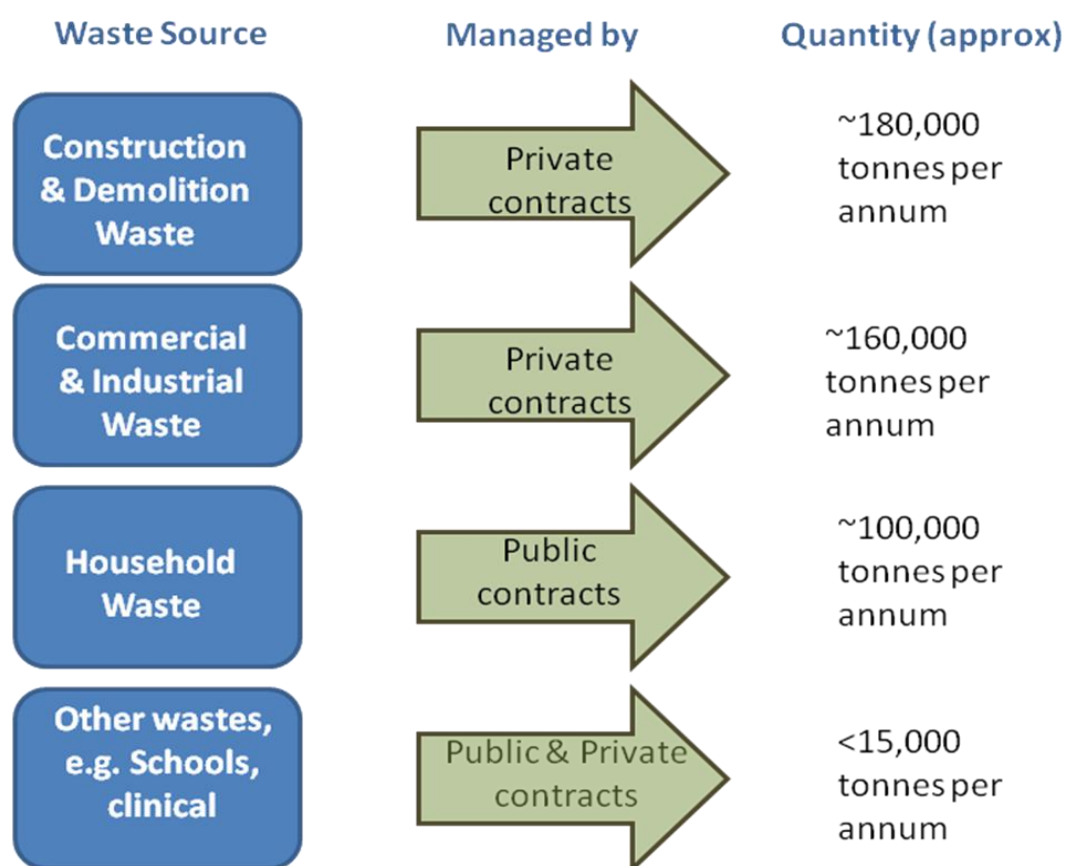 Waste Source
Managed by
Quantity (approx)
Construction
& Demolition
Waste
Private
contracts
~180,000
tonnes per
annum
Commercial
& Industrial
Waste
Private
contracts
~160,000
tonnes per
annum
Household
Waste
Public
contracts
~100,000
tonnes per
annum
Other wastes,
e.g. Schools,
clinical
Public & Private
contracts
<15,000
tonnes per
annum